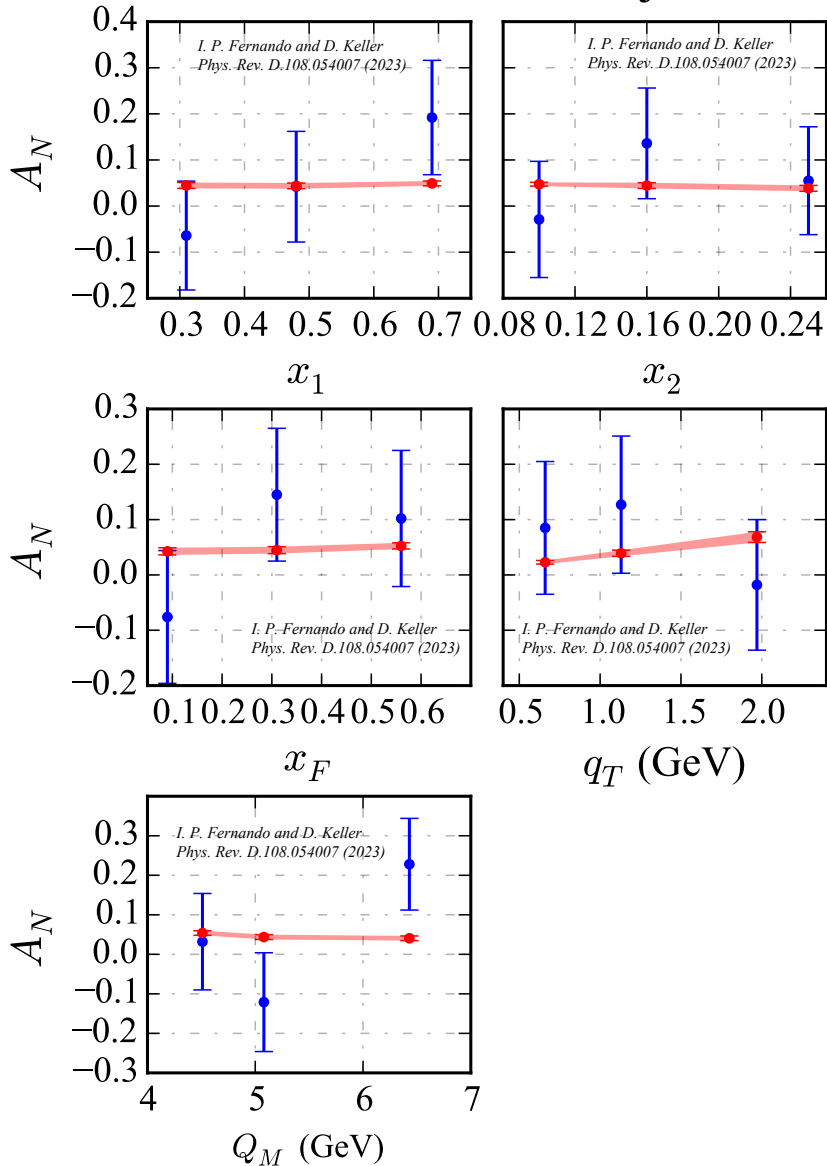 0.4
0.3
0.2
0.1
0.0
−0.1
−0.2
A_N
I. P. Fernando and D. Keller
Phys. Rev. D.108.054007 (2023)
0.3 0.4 0.5 0.6 0.7
x_1
I. P. Fernando and D. Keller
Phys. Rev. D.108.054007 (2023)
0.08 0.12 0.16 0.20 0.24
x_2
0.3
0.2
0.1
0.0
−0.1
−0.2
A_N
I. P. Fernando and D. Keller
Phys. Rev. D.108.054007 (2023)
0.1 0.2 0.3 0.4 0.5 0.6
x_F
I. P. Fernando and D. Keller
Phys. Rev. D.108.054007 (2023)
0.5 1.0 1.5 2.0
q_T (GeV)
0.3
0.2
0.1
0.0
−0.1
−0.2
−0.3
A_N
I. P. Fernando and D. Keller
Phys. Rev. D.108.054007 (2023)
4 5 6 7
Q_M (GeV)